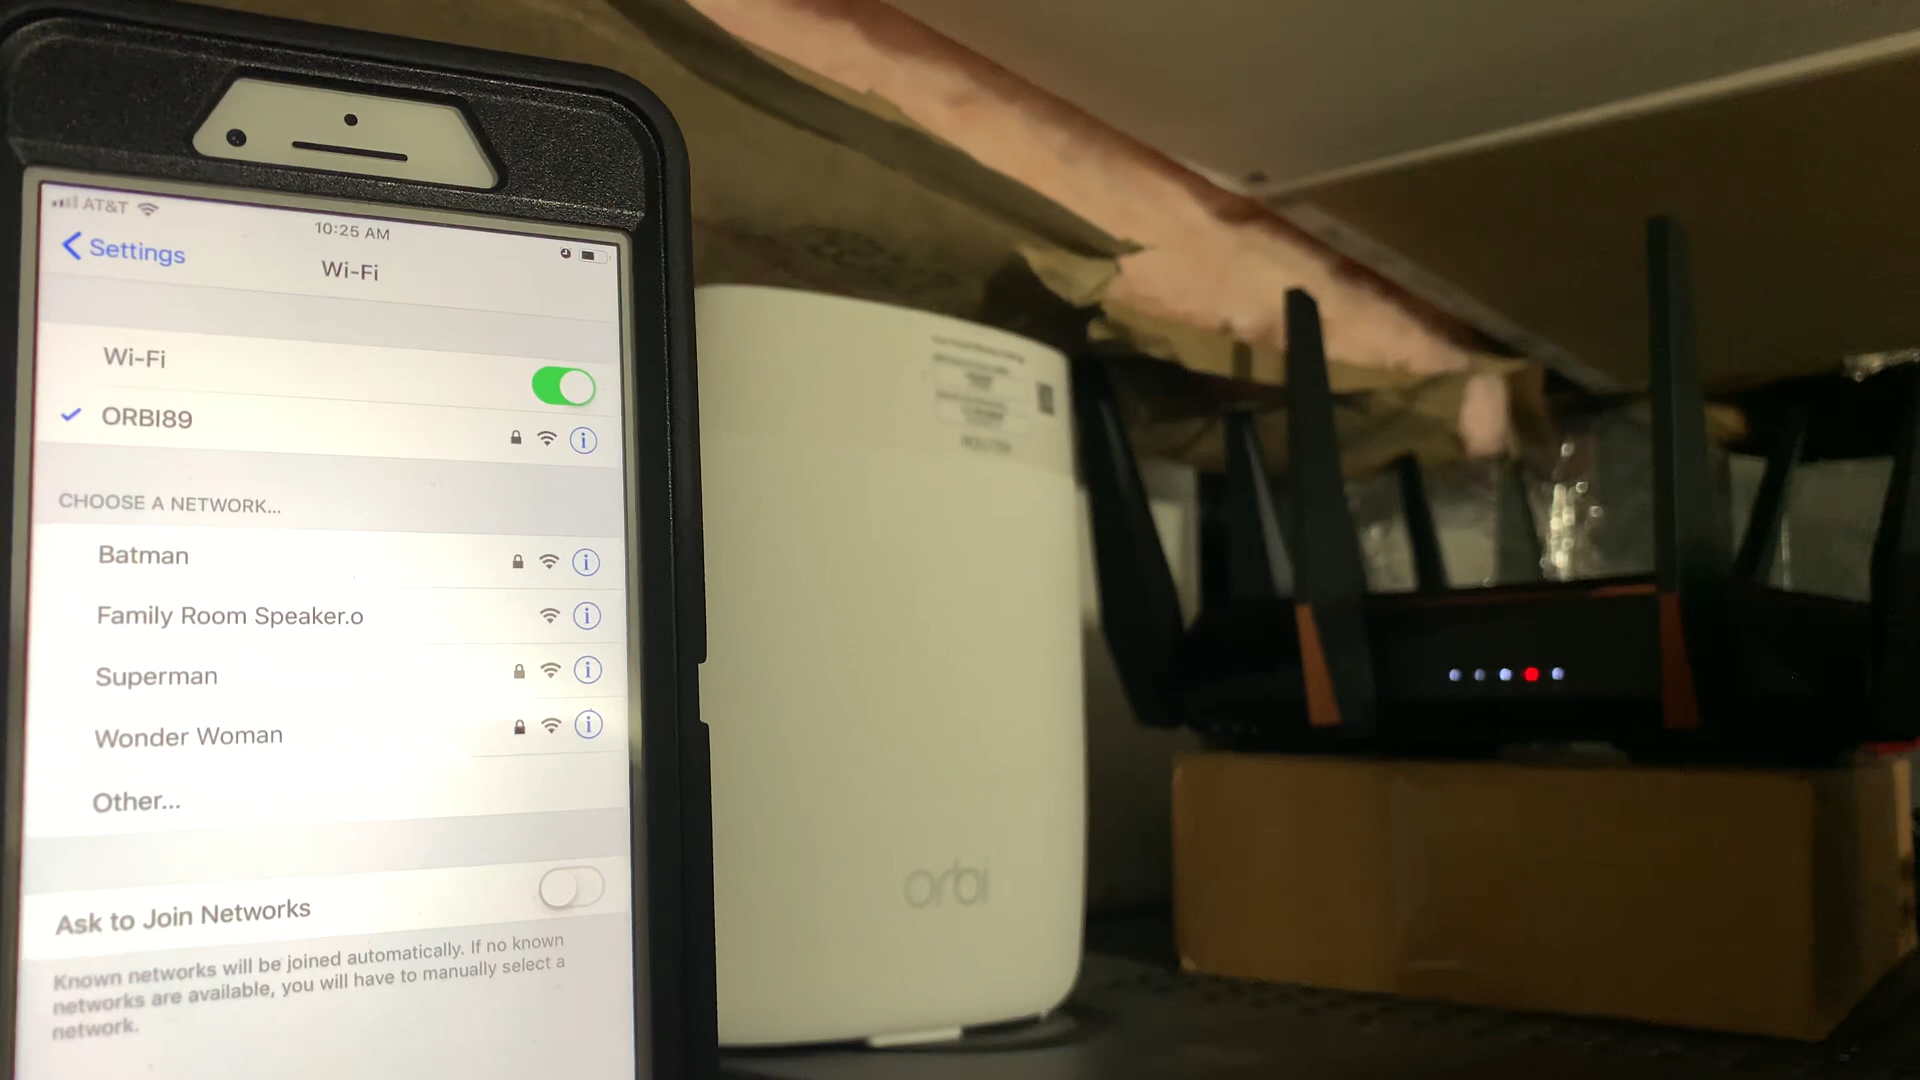 AT&T
10:25 AM
Settings
Wi-Fi
Wi-Fi
ORBI89
CHOOSE A NETWORK...
Batman
Family Room Speaker.o
Superman
Wonder Woman
Other...
Ask to Join Networks
Known networks will be joined automatically. If no known
networks are available, you will have to manually select a
network.
orbi